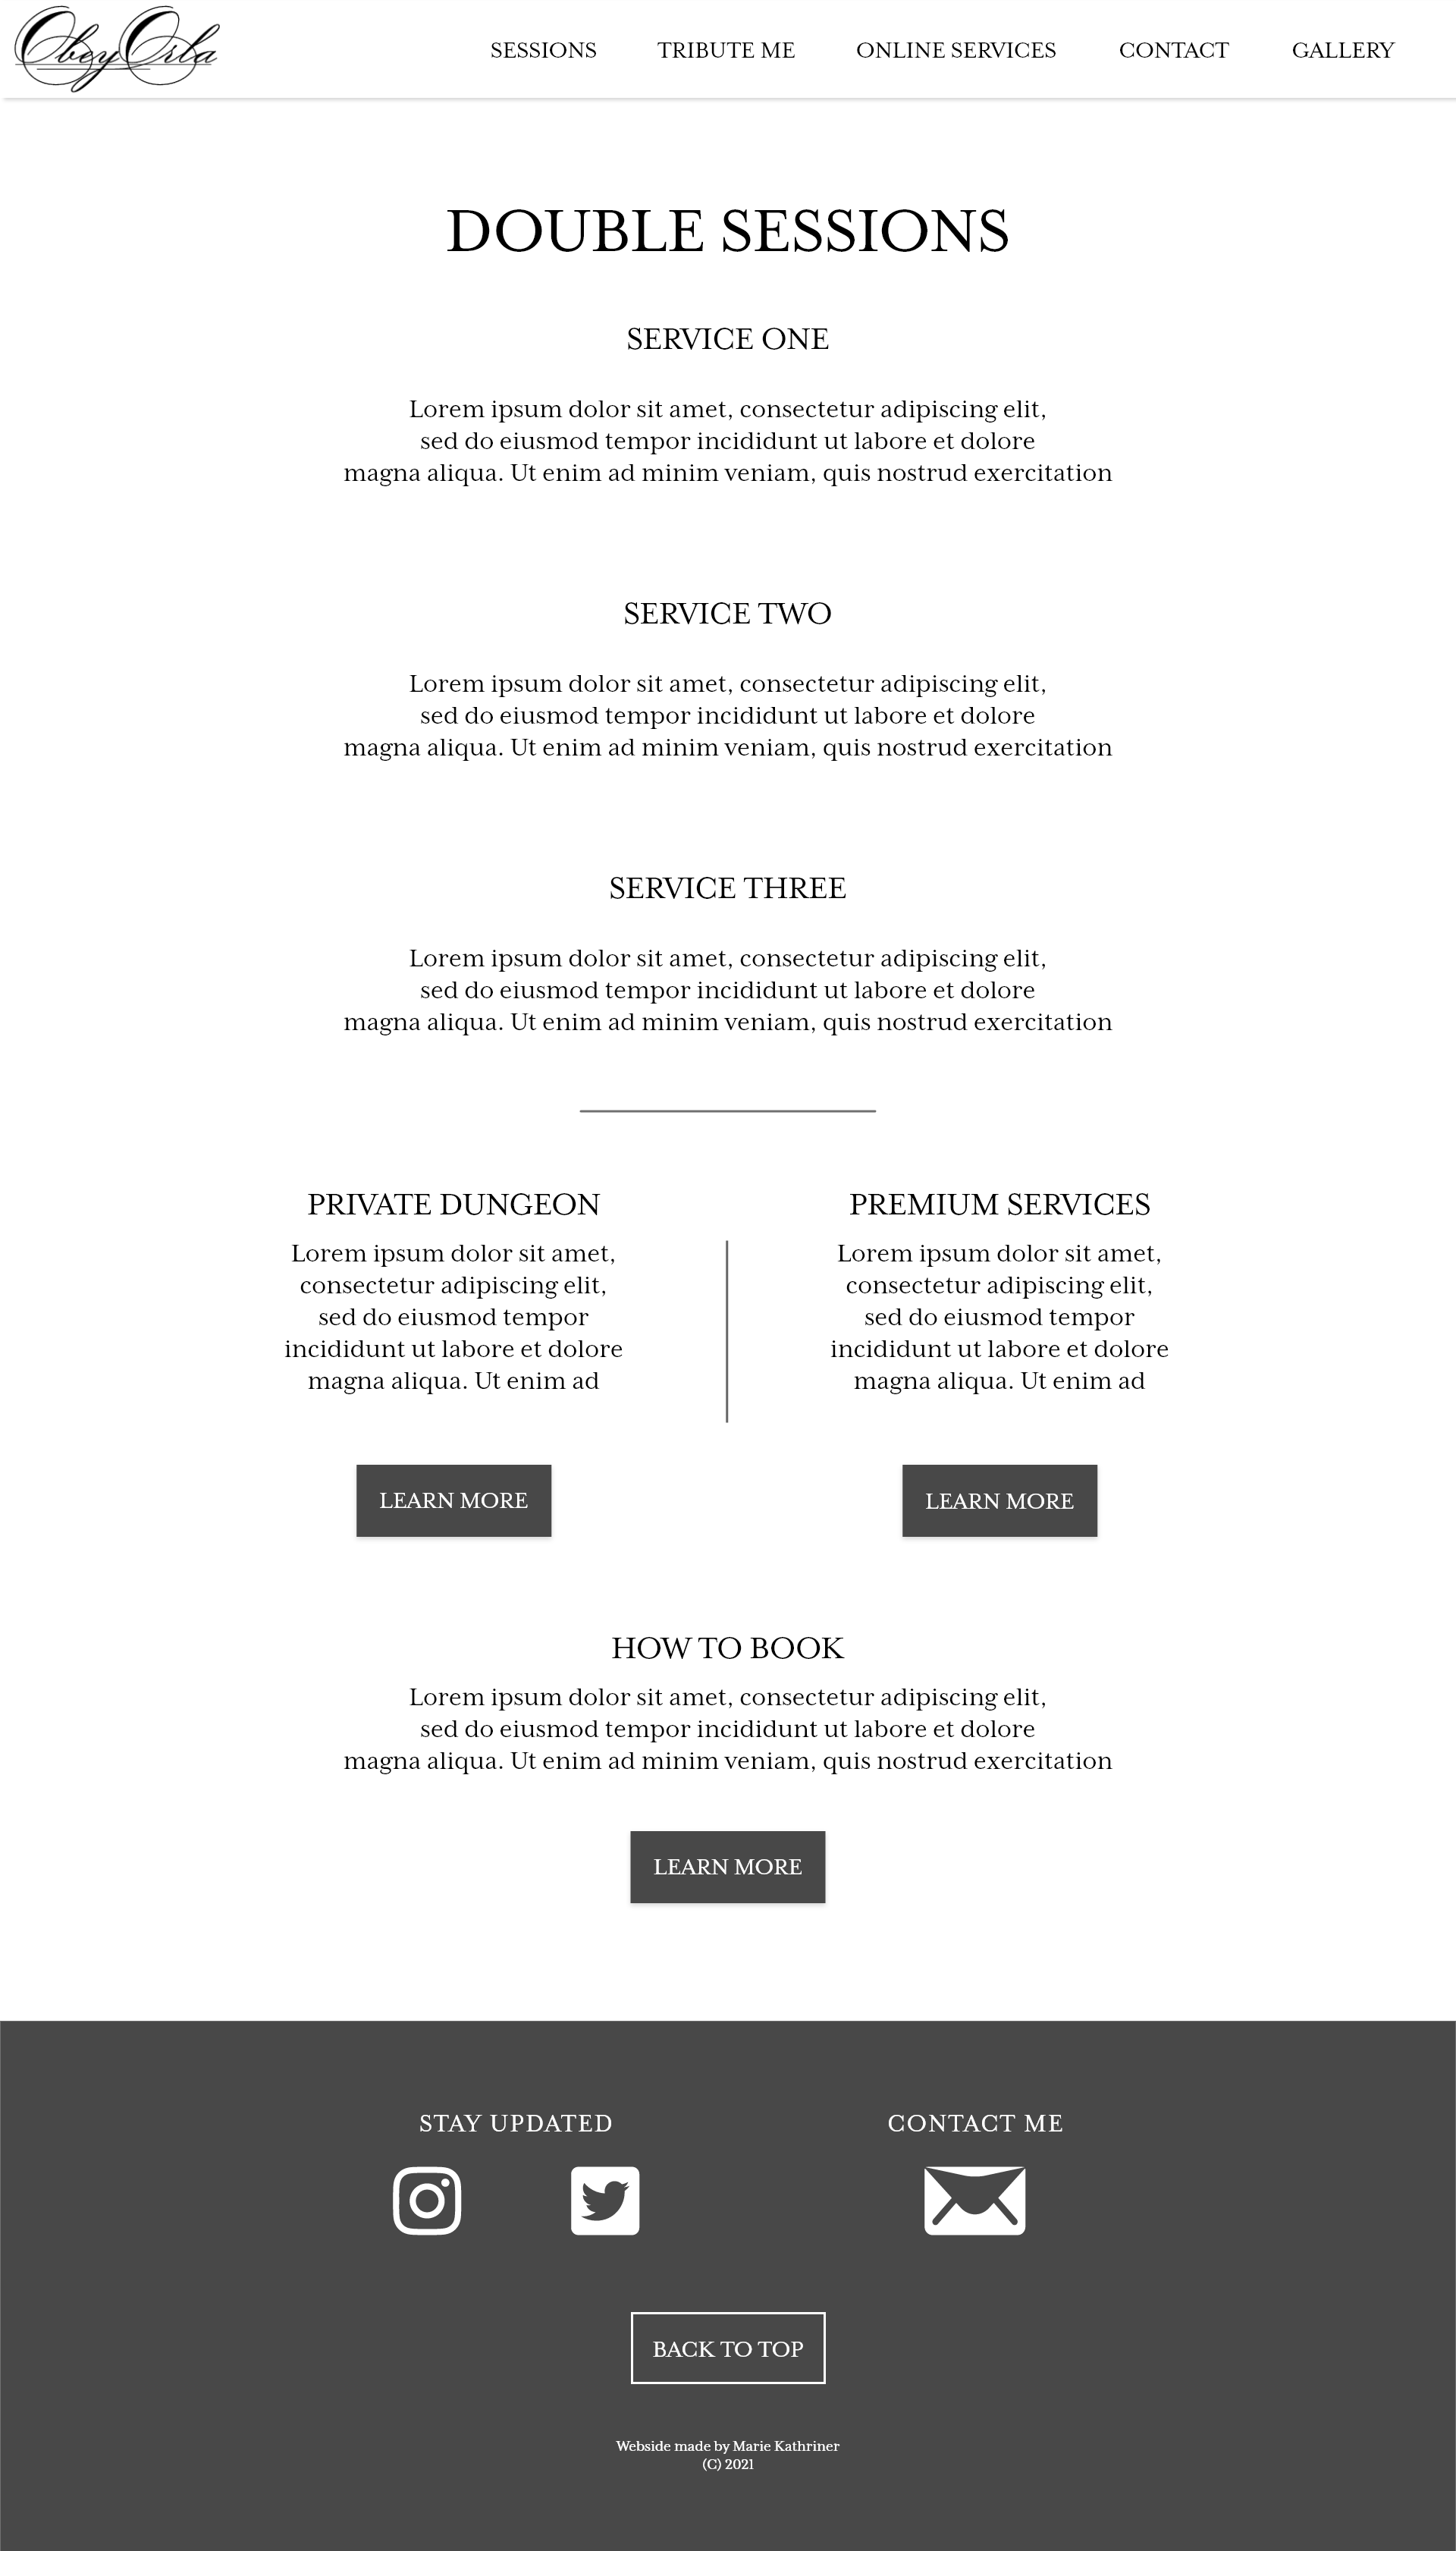 ObeyOrla
SESSIONS TRIBUTE ME ONLINE SERVICES CONTACT GALLERY
DOUBLE SESSIONS
SERVICE ONE
Lorem ipsum dolor sit amet, consectetur adipiscing elit,
sed do eiusmod tempor incididunt ut labore et dolore
magna aliqua. Ut enim ad minim veniam, quis nostrud exercitation
SERVICE TWO
Lorem ipsum dolor sit amet, consectetur adipiscing elit,
sed do eiusmod tempor incididunt ut labore et dolore
magna aliqua. Ut enim ad minim veniam, quis nostrud exercitation
SERVICE THREE
Lorem ipsum dolor sit amet, consectetur adipiscing elit,
sed do eiusmod tempor incididunt ut labore et dolore
magna aliqua. Ut enim ad minim veniam, quis nostrud exercitation
PRIVATE DUNGEON
Lorem ipsum dolor sit amet,
consectetur adipiscing elit,
sed do eiusmod tempor
incididunt ut labore et dolore
magna aliqua. Ut enim ad
LEARN MORE
PREMIUM SERVICES
Lorem ipsum dolor sit amet,
consectetur adipiscing elit,
sed do eiusmod tempor
incididunt ut labore et dolore
magna aliqua. Ut enim ad
LEARN MORE
HOW TO BOOK
Lorem ipsum dolor sit amet, consectetur adipiscing elit,
sed do eiusmod tempor incididunt ut labore et dolore
magna aliqua. Ut enim ad minim veniam, quis nostrud exercitation
LEARN MORE
STAY UPDATED
CONTACT ME
BACK TO TOP
Webside made by Marie Kathriner
(C) 2021